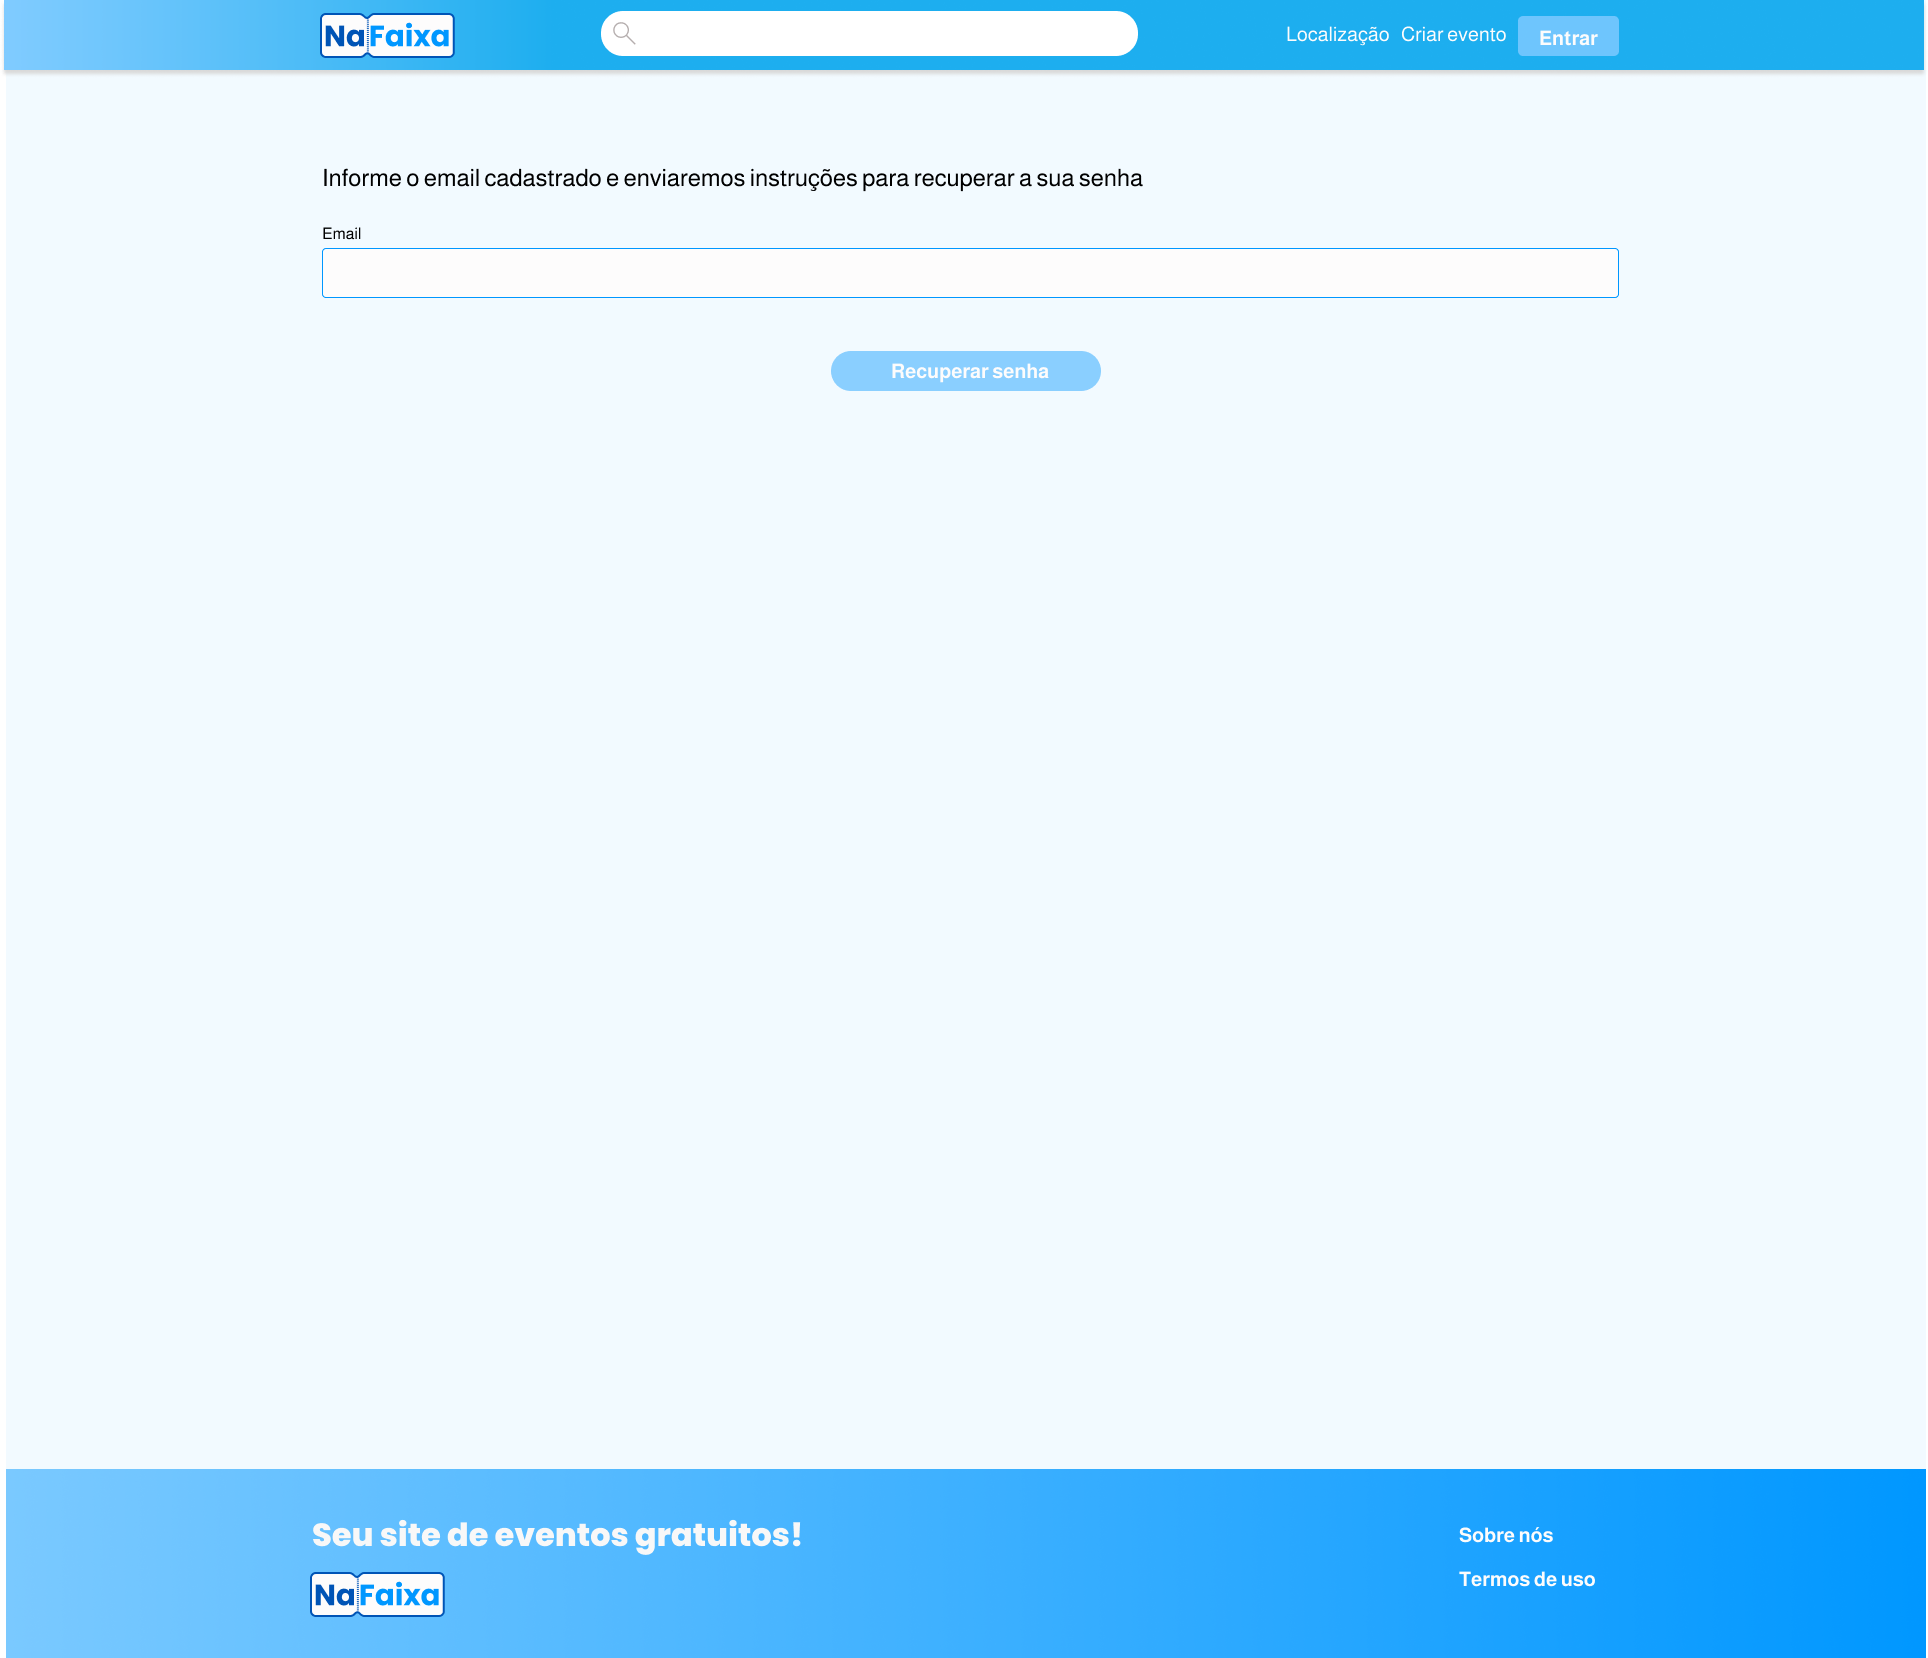 NaFaixa
Localização Criar evento Entrar
Informe o email cadastrado e enviaremos instruções para recuperar a sua senha
Email
Recuperar senha
Seu site de eventos gratuitos!
NaFaixa
Sobre nós
Termos de uso